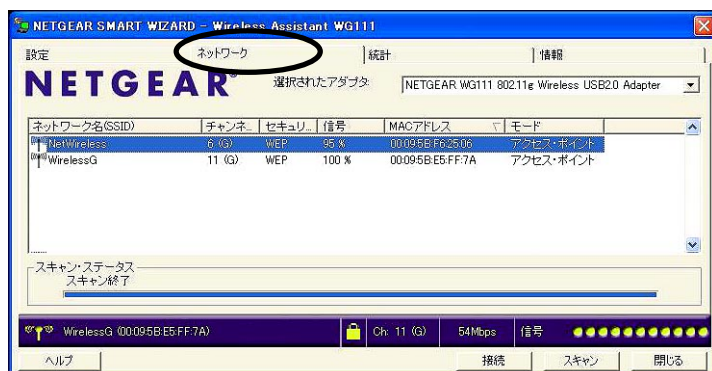 NETGEAR SMART WIZARD - Wireless Assistant WG111
設定 ネットワーク 統計 情報
NETGEAR® 選択されたアダプタ: NETGEAR WG111 802.11g Wireless USB2.0 Adapter
ネットワーク名(SSID) チャンネ... セキュリ... 信号 MACアドレス モード
NetWireless 6 (G) WEP 95 % 00:09:5B:F6:25:06 アクセス・ポイント
WirelessG 11 (G) WEP 100 % 00:09:5B:E5:FF:7A アクセス・ポイント
スキャン・ステータス
スキャン終了
WirelessG (00:09:5B:E5:FF:7A) Ch: 11 (G) 54Mbps 信号
ヘルプ 接続 スキャン 閉じる